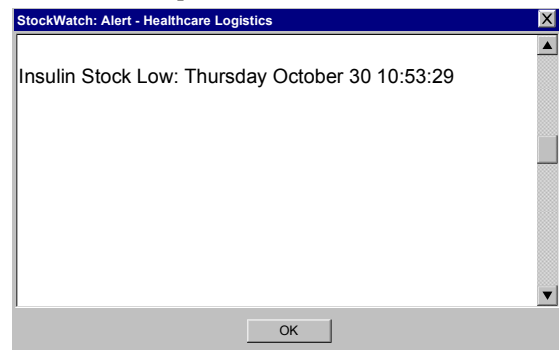 StockWatch: Alert - Healthcare Logistics
Insulin Stock Low: Thursday October 30 10:53:29
OK